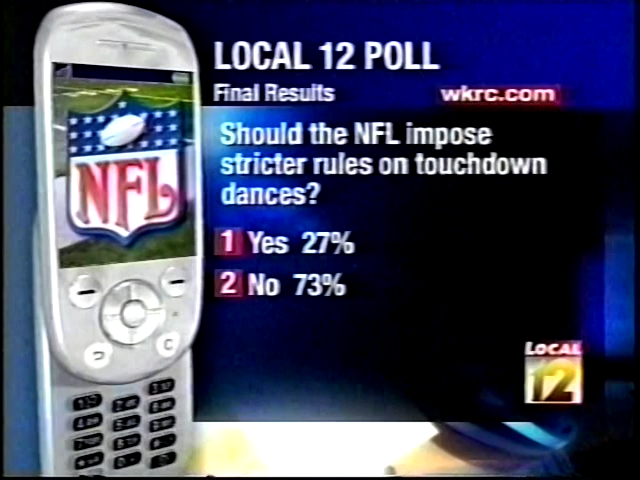 LOCAL 12 POLL
Final Results
wkrc.com
Should the NFL impose
stricter rules on touchdown
dances?
1 Yes 27%
2 No 73%
NFL
LOCAL
12